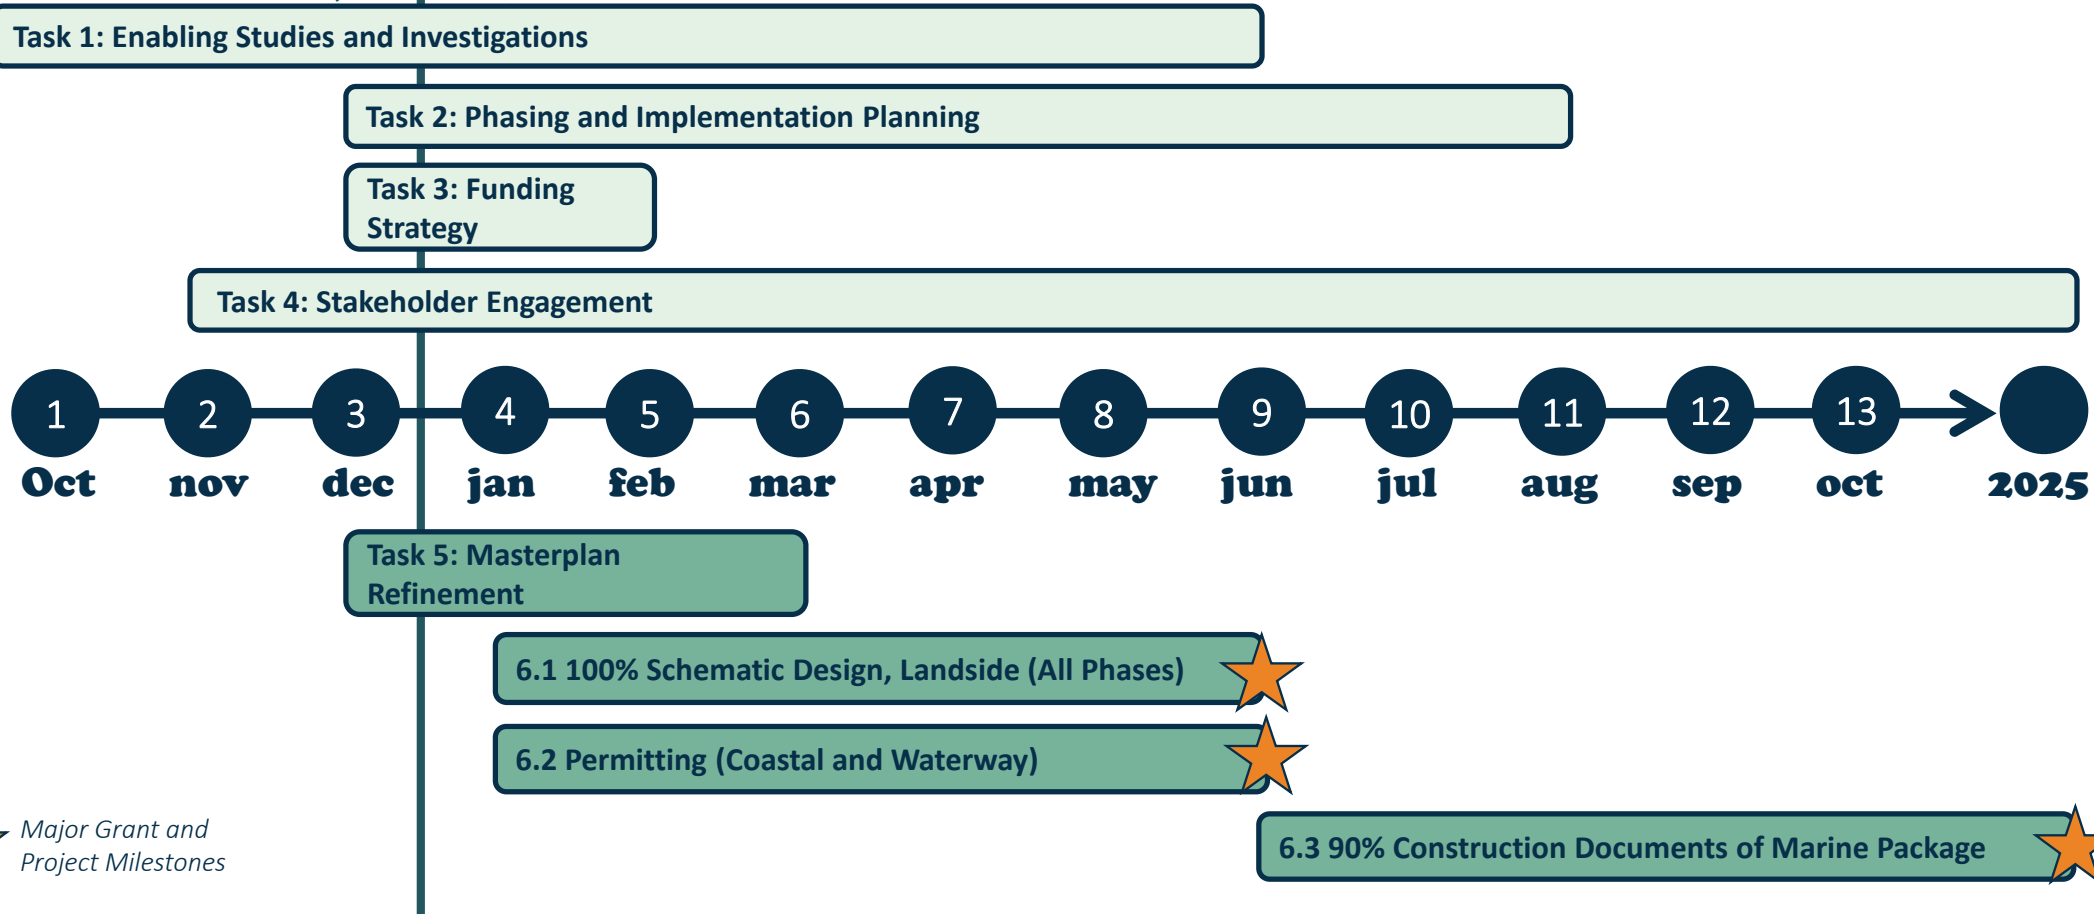 Task 1: Enabling Studies and Investigations
Task 2: Phasing and Implementation Planning
Task 3: Funding
Strategy
Task 4: Stakeholder Engagement
1 2 3 4 5 6 7 8 9 10 11 12 13
Oct nov dec jan feb mar apr may jun jul aug sep oct 2025
Task 5: Masterplan
Refinement
6.1 100% Schematic Design, Landside (All Phases)
6.2 Permitting (Coastal and Waterway)
Major Grant and
Project Milestones
6.3 90% Construction Documents of Marine Package